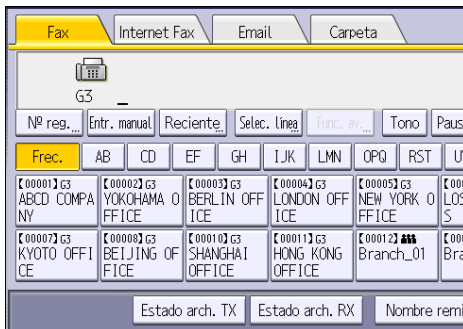 Fax Internet Fax Email Carpeta
G3 _
Nº reg. Entr. manual Reciente Selec. línea Func. av. Tono Paus
Frec. AB CD EF GH IJK LMN OPQ RST U
【00001】G3 【00002】G3 【00003】G3 【00004】G3 【00005】G3 【000
ABCD COMPA YOKOHAMA O BERLIN OFF LONDON OFF NEW YORK O LOS
NY FFICE ICE ICE FFICE S
【00007】G3 【00008】G3 【00010】G3 【00011】G3 【00012】 【000
KYOTO OFFI BEIJING OF SHANGHAI HONG KONG Branch_01 Bra
CE FICE OFFICE OFFICE
Estado arch. TX Estado arch. RX Nombre remi